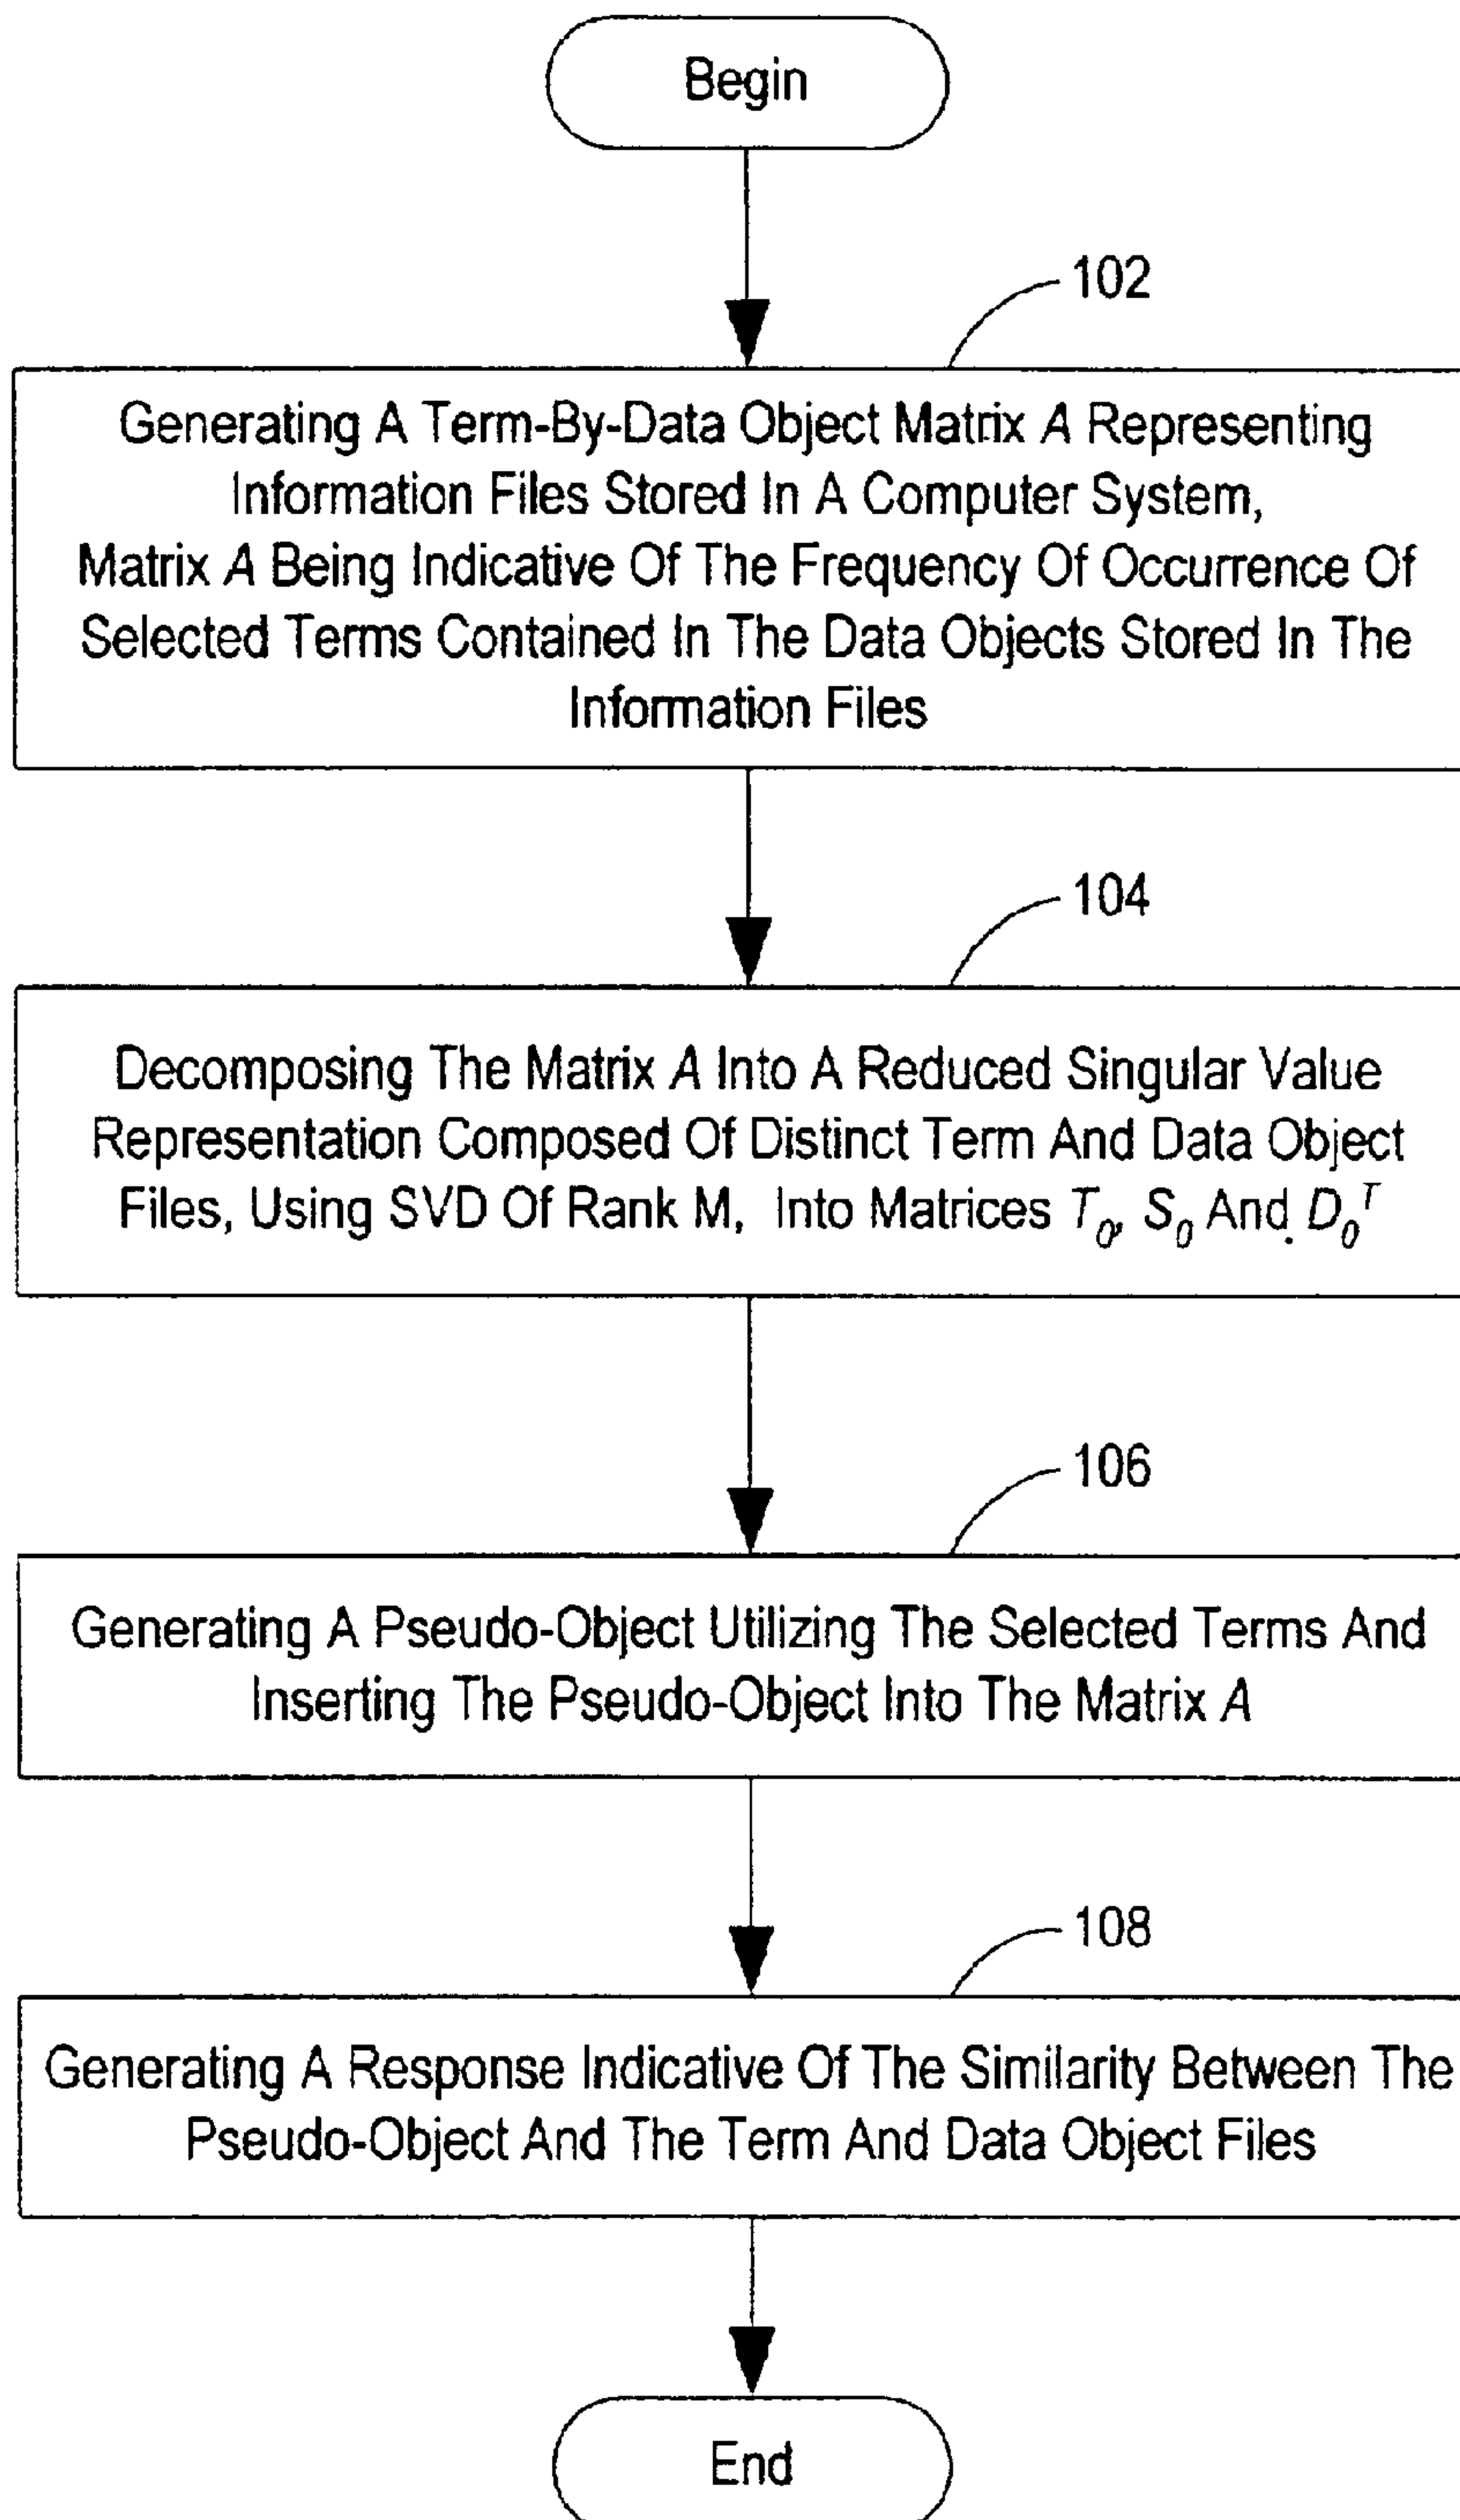 Begin
102
Generating A Term-By-Data Object Matrix A Representing
Information Files Stored In A Computer System,
Matrix A Being Indicative Of The Frequency Of Occurrence Of
Selected Terms Contained In The Data Objects Stored In The
Information Files
104
Decomposing The Matrix A Into A Reduced Singular Value
Representation Composed Of Distinct Term And Data Object
Files, Using SVD Of Rank M, Into Matrices T₀, S₀ And D₀ᵀ
106
Generating A Pseudo-Object Utilizing The Selected Terms And
Inserting The Pseudo-Object Into The Matrix A
108
Generating A Response Indicative Of The Similarity Between The
Pseudo-Object And The Term And Data Object Files
End